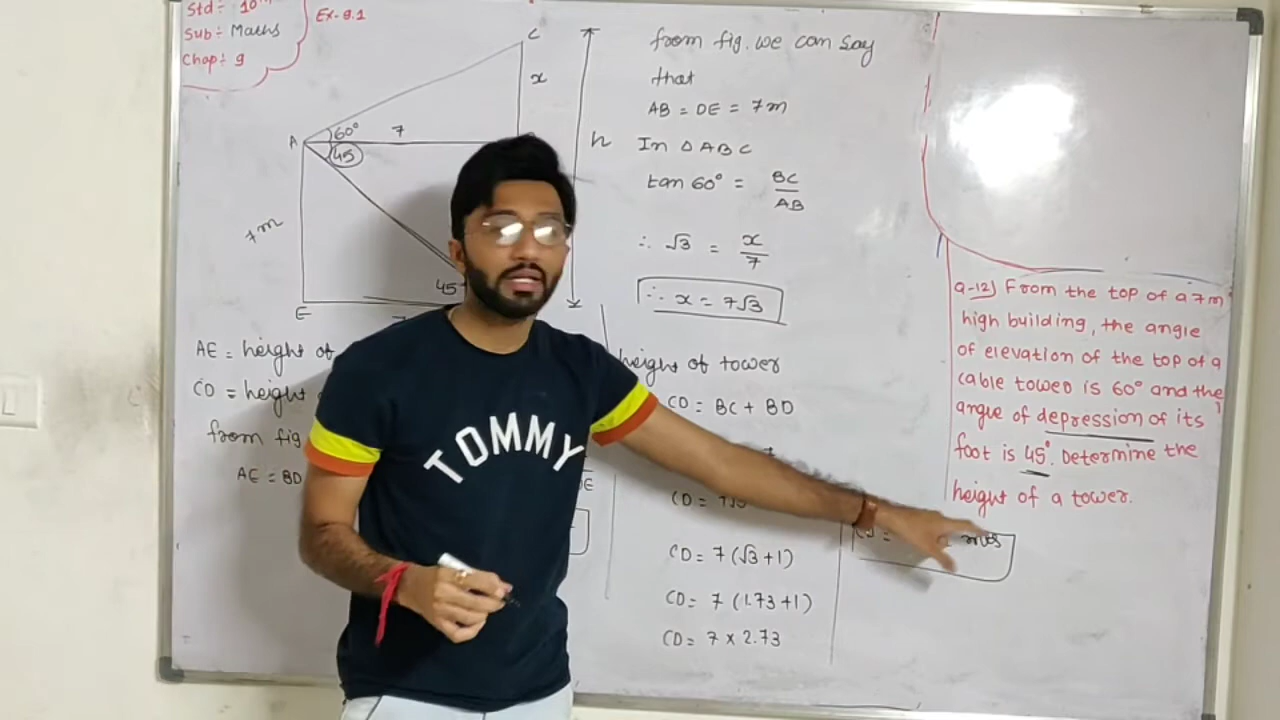 Std: 10th
Sub: Maths
Chap: 9
Ex-9.1
C
x
A
60°
7
45
h
7m
45
E
AE = height of
CD = height
from fig
AE = BD
from fig. we can say
that
AB = DE = 7m
In △ ABC
tan 60° = BC
AB
∴ √3 = x
7
∴ x = 7√3
height of tower
CD = BC + BD
CD = 7√3
CD = 7 (√3 + 1)
CD = 7 (1.73 + 1)
CD = 7 × 2.73
Q-12) From the top of a 7m
high building, the angle
of elevation of the top of a
cable toweD is 60° and the
angle of depression of its
foot is 45°. Determine the
height of a tower.
TOMMY